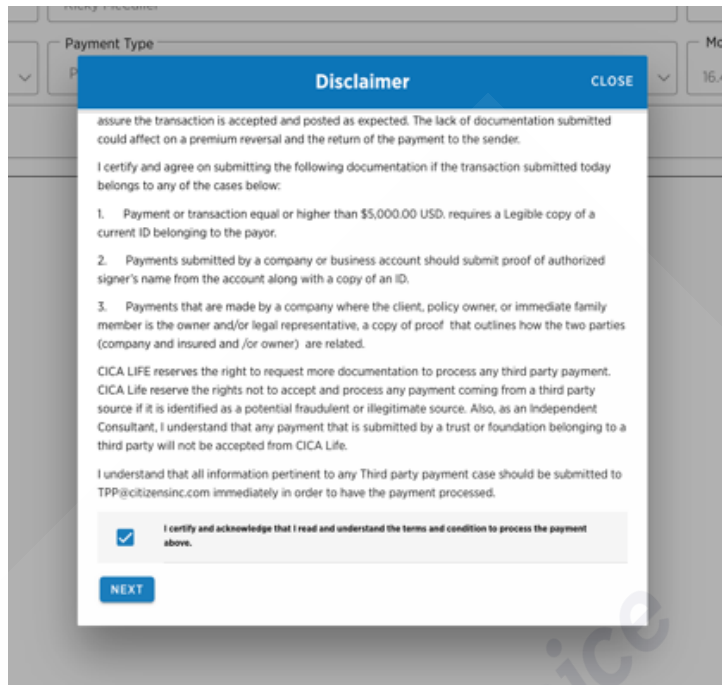 Payment Type
Mo
P
16.4
Disclaimer
CLOSE
assure the transaction is accepted and posted as expected. The lack of documentation submitted
could affect on a premium reversal and the return of the payment to the sender.
I certify and agree on submitting the following documentation if the transaction submitted today
belongs to any of the cases below:
1. Payment or transaction equal or higher than $5,000.00 USD. requires a Legible copy of a
current ID belonging to the payor.
2. Payments submitted by a company or business account should submit proof of authorized
signer's name from the account along with a copy of an ID.
3. Payments that are made by a company where the client, policy owner, or immediate family
member is the owner and/or legal representative, a copy of proof that outlines how the two parties
(company and insured and /or owner) are related.
CICA LIFE reserves the right to request more documentation to process any third party payment.
CICA Life reserve the rights not to accept and process any payment coming from a third party
source if it is identified as a potential fraudulent or illegitimate source. Also, as an Independent
Consultant, I understand that any payment that is submitted by a trust or foundation belonging to a
third party will not be accepted from CICA Life.
I understand that all information pertinent to any Third party payment case should be submitted to
TPP@citizensinc.com immediately in order to have the payment processed.
I certify and acknowledge that I read and understand the terms and condition to process the payment
above.
NEXT
ice